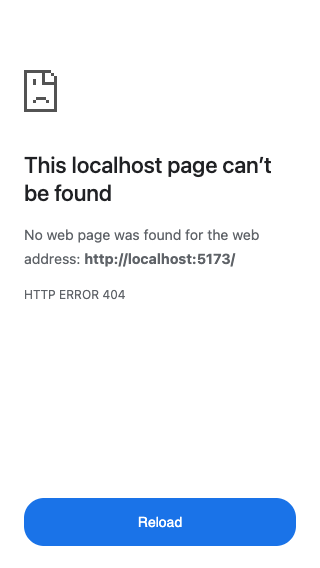 This localhost page can’t
be found
No web page was found for the web
address: http://localhost:5173/
HTTP ERROR 404
Reload